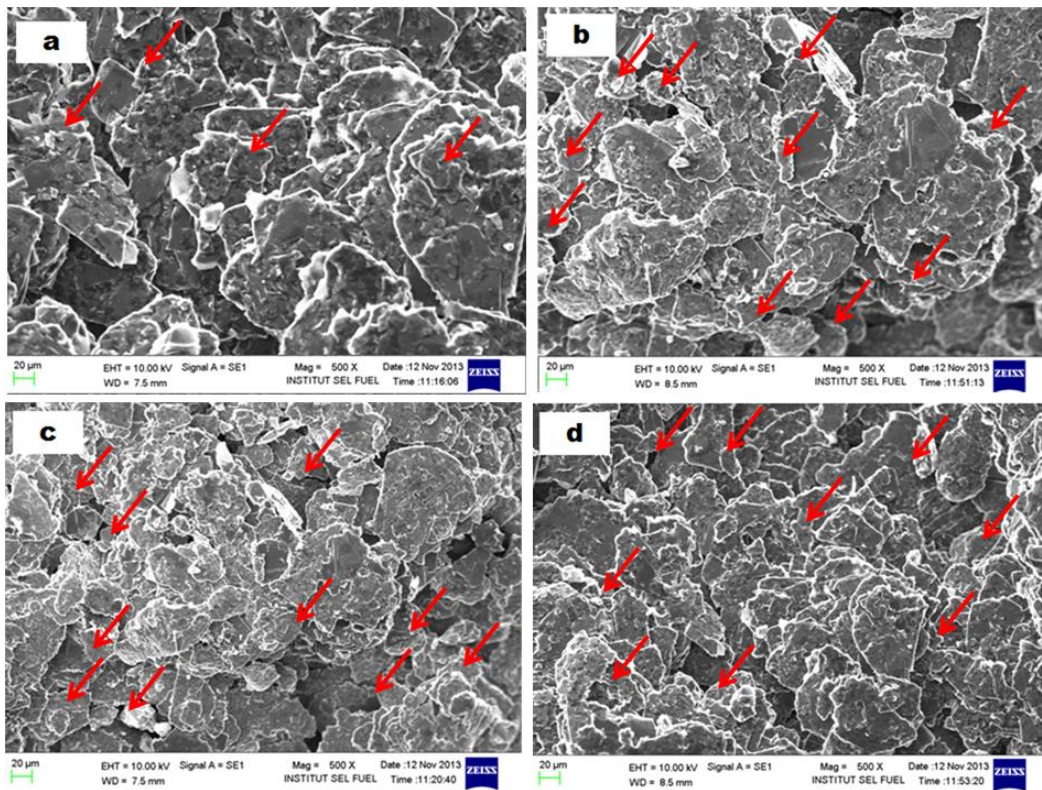 a
20 µm
EHT = 10.00 kV Signal A = SE1 Mag = 500 X Date :12 Nov 2013
WD = 7.5 mm INSTITUT SEL FUEL Time :11:16:06
ZEISS
b
20 µm
EHT = 10.00 kV Signal A = SE1 Mag = 500 X Date :12 Nov 2013
WD = 8.5 mm INSTITUT SEL FUEL Time :11:51:13
ZEISS
c
20 µm
EHT = 10.00 kV Signal A = SE1 Mag = 500 X Date :12 Nov 2013
WD = 7.5 mm INSTITUT SEL FUEL Time :11:20:40
ZEISS
d
20 µm
EHT = 10.00 kV Signal A = SE1 Mag = 500 X Date :12 Nov 2013
WD = 8.5 mm INSTITUT SEL FUEL Time :11:53:20
ZEISS